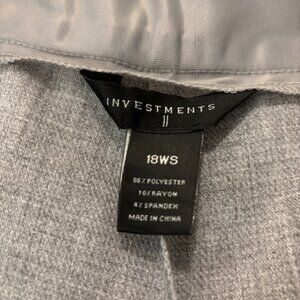 INVESTMENTS
II
18WS
86% POLYESTER
10% RAYON
4% SPANDEX
MADE IN CHINA